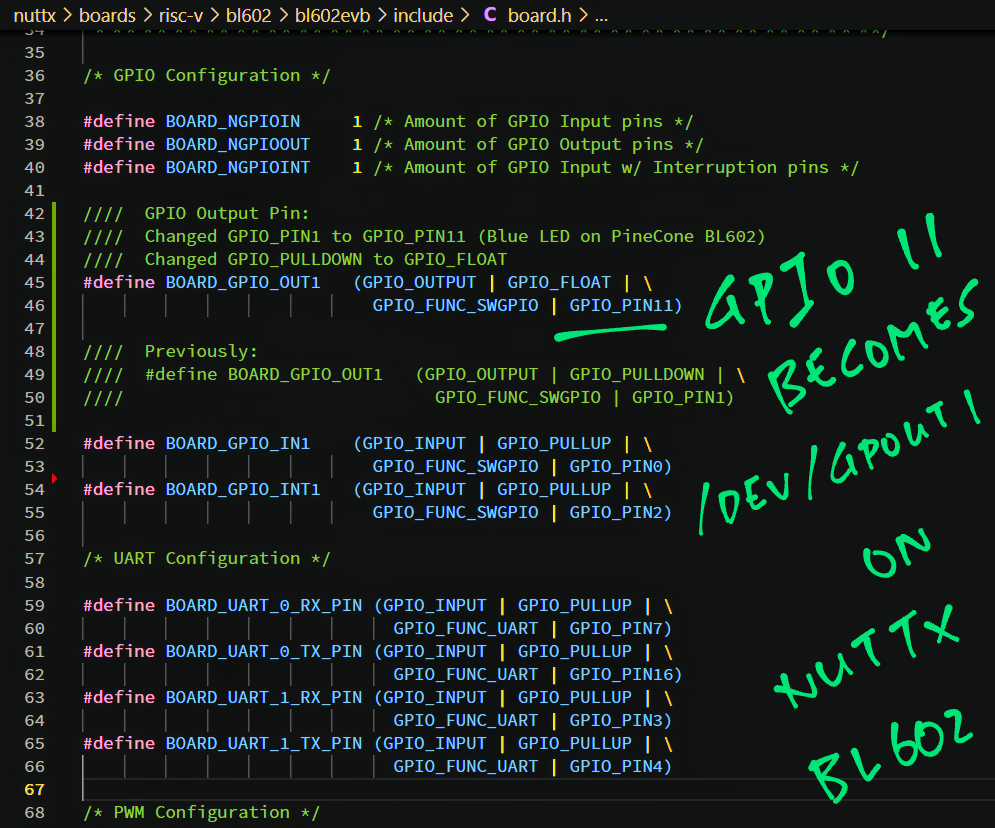 nuttx > boards > risc-v > bl602 > bl602evb > include > C board.h > ...
34
35
36 /* GPIO Configuration */
37
38 #define BOARD_NGPIOIN 1 /* Amount of GPIO Input pins */
39 #define BOARD_NGPIOOUT 1 /* Amount of GPIO Output pins */
40 #define BOARD_NGPIOINT 1 /* Amount of GPIO Input w/ Interruption pins */
41
42 //// GPIO Output Pin:
43 //// Changed GPIO_PIN1 to GPIO_PIN11 (Blue LED on PineCone BL602)
44 //// Changed GPIO_PULLDOWN to GPIO_FLOAT
45 #define BOARD_GPIO_OUT1 (GPIO_OUTPUT | GPIO_FLOAT | \
46 GPIO_FUNC_SWGPIO | GPIO_PIN11)
47
48 //// Previously:
49 //// #define BOARD_GPIO_OUT1 (GPIO_OUTPUT | GPIO_PULLDOWN | \
50 //// GPIO_FUNC_SWGPIO | GPIO_PIN1)
51
52 #define BOARD_GPIO_IN1 (GPIO_INPUT | GPIO_PULLUP | \
53 GPIO_FUNC_SWGPIO | GPIO_PIN0)
54 #define BOARD_GPIO_INT1 (GPIO_INPUT | GPIO_PULLUP | \
55 GPIO_FUNC_SWGPIO | GPIO_PIN2)
56
57 /* UART Configuration */
58
59 #define BOARD_UART_0_RX_PIN (GPIO_INPUT | GPIO_PULLUP | \
60 GPIO_FUNC_UART | GPIO_PIN7)
61 #define BOARD_UART_0_TX_PIN (GPIO_INPUT | GPIO_PULLUP | \
62 GPIO_FUNC_UART | GPIO_PIN16)
63 #define BOARD_UART_1_RX_PIN (GPIO_INPUT | GPIO_PULLUP | \
64 GPIO_FUNC_UART | GPIO_PIN3)
65 #define BOARD_UART_1_TX_PIN (GPIO_INPUT | GPIO_PULLUP | \
66 GPIO_FUNC_UART | GPIO_PIN4)
67
68 /* PWM Configuration */
GPIO 11
BECOMES
/DEV/GPOUT1
ON
NUTTX
BL602